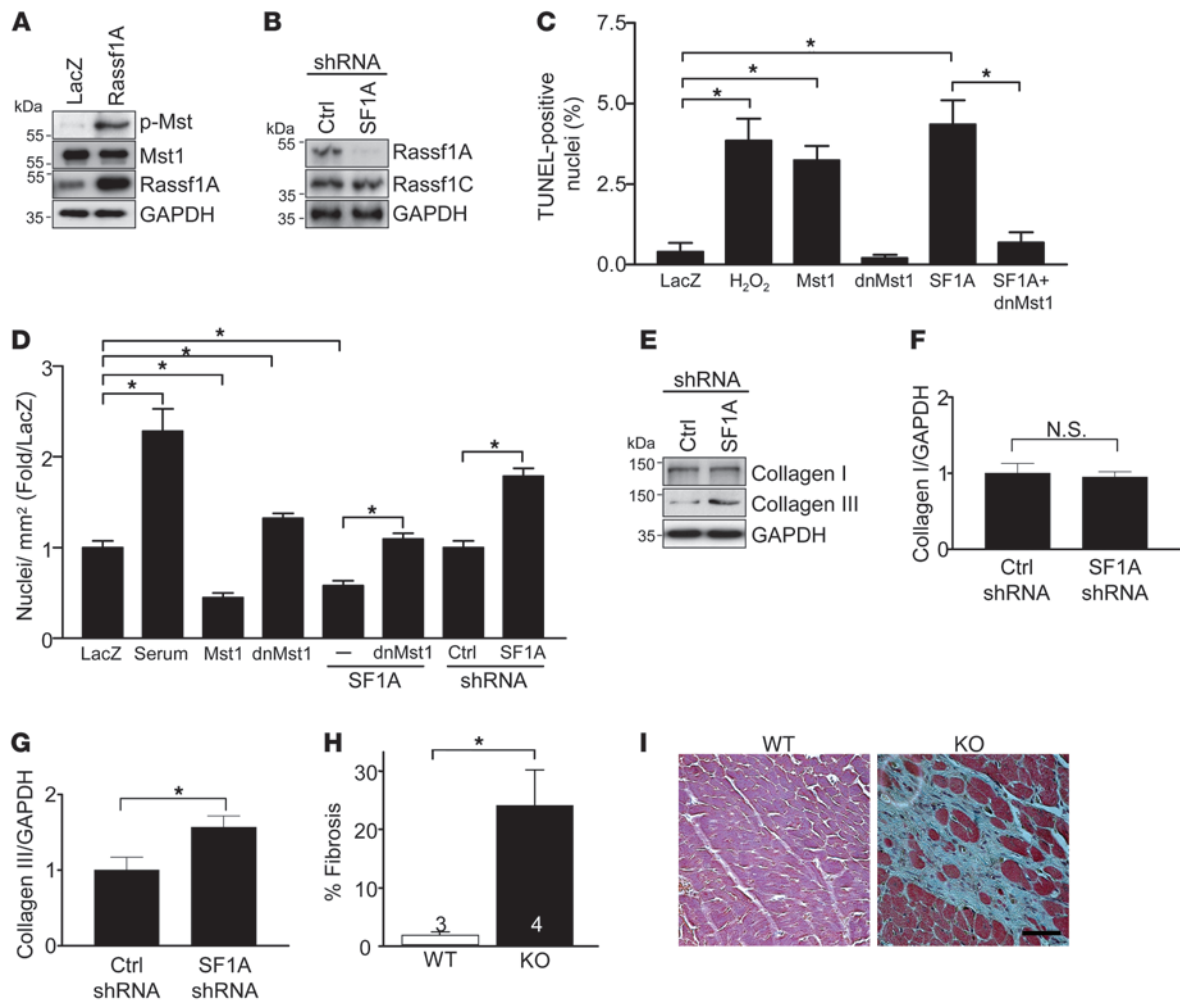 A
LacZ
Rassf1A
kDa
55
p-Mst
55
Mst1
55
Rassf1A
35
GAPDH
B
shRNA
Ctrl
SF1A
kDa
55
Rassf1A
35
Rassf1C
35
GAPDH
C
TUNEL-positive
nuclei (%)
7.5
5.0
2.5
0.0
*
*
*
*
LacZ
H2O2
Mst1
dnMst1
SF1A
SF1A+
dnMst1
D
Nuclei/ mm² (Fold/LacZ)
3
2
1
0
*
*
*
*
*
*
LacZ
Serum
Mst1
dnMst1
—
dnMst1
Ctrl
SF1A
SF1A
shRNA
E
shRNA
Ctrl
SF1A
kDa
150
Collagen I
150
Collagen III
35
GAPDH
F
Collagen I/GAPDH
2
1
0
N.S.
Ctrl
shRNA
SF1A
shRNA
G
Collagen III/GAPDH
2
1
0
*
Ctrl
shRNA
SF1A
shRNA
H
% Fibrosis
30
20
10
0
*
3
4
WT
KO
I
WT
KO